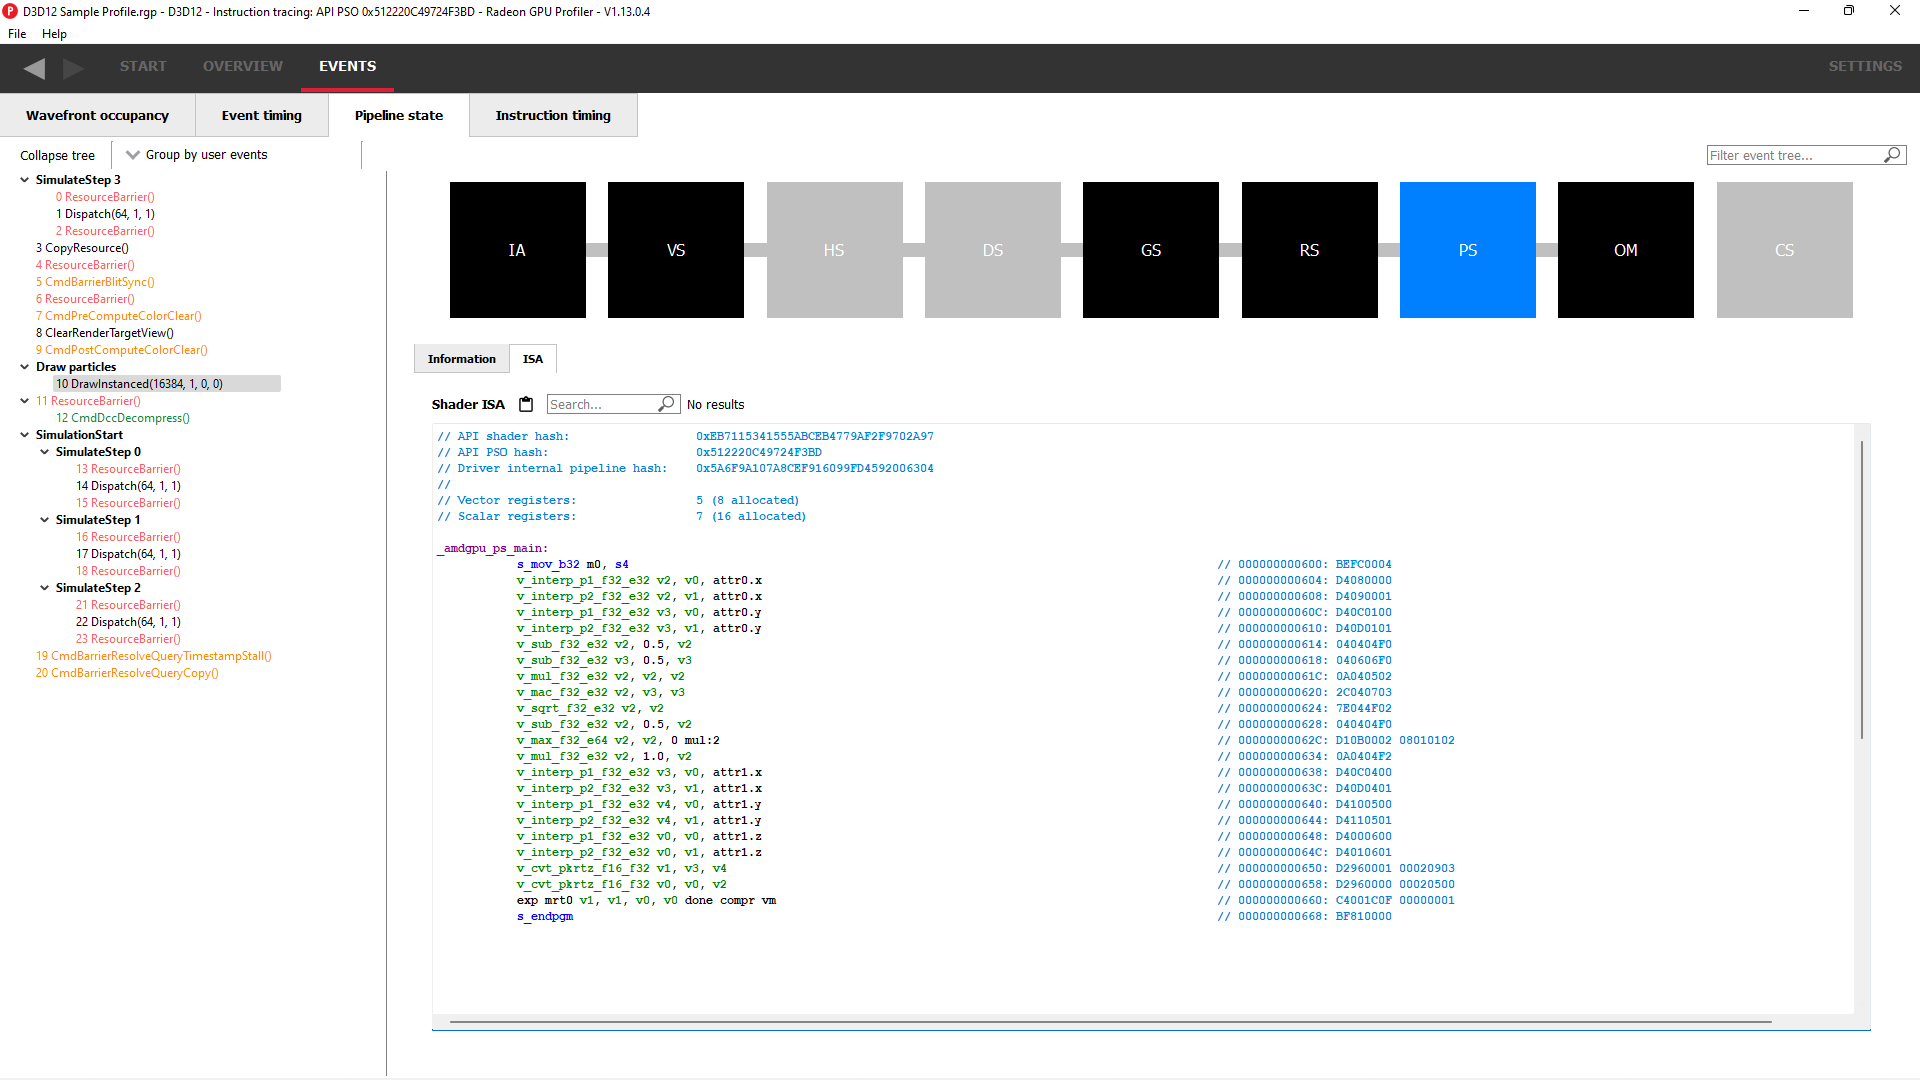 D3D12 Sample Profile.rgp - D3D12 - Instruction tracing: API PSO 0x512220C49724F3BD - Radeon GPU Profiler - V1.13.0.4
File Help
START OVERVIEW EVENTS SETTINGS
Wavefront occupancy Event timing Pipeline state Instruction timing
Collapse tree Group by user events Filter event tree...
SimulateStep 3
0 ResourceBarrier()
1 Dispatch(64, 1, 1)
2 ResourceBarrier()
3 CopyResource()
4 ResourceBarrier()
5 CmdBarrierBlitSync()
6 ResourceBarrier()
7 CmdPreComputeColorClear()
8 ClearRenderTargetView()
9 CmdPostComputeColorClear()
Draw particles
10 DrawInstanced(16384, 1, 0, 0)
11 ResourceBarrier()
12 CmdDccDecompress()
SimulationStart
SimulateStep 0
13 ResourceBarrier()
14 Dispatch(64, 1, 1)
15 ResourceBarrier()
SimulateStep 1
16 ResourceBarrier()
17 Dispatch(64, 1, 1)
18 ResourceBarrier()
SimulateStep 2
21 ResourceBarrier()
22 Dispatch(64, 1, 1)
23 ResourceBarrier()
19 CmdBarrierResolveQueryTimestampStall()
20 CmdBarrierResolveQueryCopy()
IA VS HS DS GS RS PS OM CS
Information ISA
Shader ISA Search... No results
// API shader hash: 0xEB7115341555ABCEB4779AF2F9702A97
// API PSO hash: 0x512220C49724F3BD
// Driver internal pipeline hash: 0x5A6F9A107A8CEF916099FD4592006304
//
// Vector registers: 5 (8 allocated)
// Scalar registers: 7 (16 allocated)
_amdgpu_ps_main:
s_mov_b32 m0, s4 // 000000000600: BEFC0004
v_interp_p1_f32_e32 v2, v0, attr0.x // 000000000604: D4080000
v_interp_p2_f32_e32 v2, v1, attr0.x // 000000000608: D4090001
v_interp_p1_f32_e32 v3, v0, attr0.y // 00000000060C: D40C0100
v_interp_p2_f32_e32 v3, v1, attr0.y // 000000000610: D40D0101
v_sub_f32_e32 v2, 0.5, v2 // 000000000614: 040404F0
v_sub_f32_e32 v3, 0.5, v3 // 000000000618: 040606F0
v_mul_f32_e32 v2, v2, v2 // 00000000061C: 0A040502
v_mac_f32_e32 v2, v3, v3 // 000000000620: 2C040703
v_sqrt_f32_e32 v2, v2 // 000000000624: 7E044F02
v_sub_f32_e32 v2, 0.5, v2 // 000000000628: 040404F0
v_max_f32_e64 v2, v2, 0 mul:2 // 00000000062C: D10B0002 08010102
v_mul_f32_e32 v2, 1.0, v2 // 000000000634: 0A0404F2
v_interp_p1_f32_e32 v3, v0, attr1.x // 000000000638: D40C0400
v_interp_p2_f32_e32 v3, v1, attr1.x // 00000000063C: D40D0401
v_interp_p1_f32_e32 v4, v0, attr1.y // 000000000640: D4100500
v_interp_p2_f32_e32 v4, v1, attr1.y // 000000000644: D4110501
v_interp_p1_f32_e32 v0, v0, attr1.z // 000000000648: D4000600
v_interp_p2_f32_e32 v0, v1, attr1.z // 00000000064C: D4010601
v_cvt_pkrtz_f16_f32 v1, v3, v4 // 000000000650: D2960001 00020903
v_cvt_pkrtz_f16_f32 v0, v0, v2 // 000000000658: D2960000 00020500
exp mrt0 v1, v1, v0, v0 done compr vm // 000000000660: C4001C0F 00000001
s_endpgm // 000000000668: BF810000